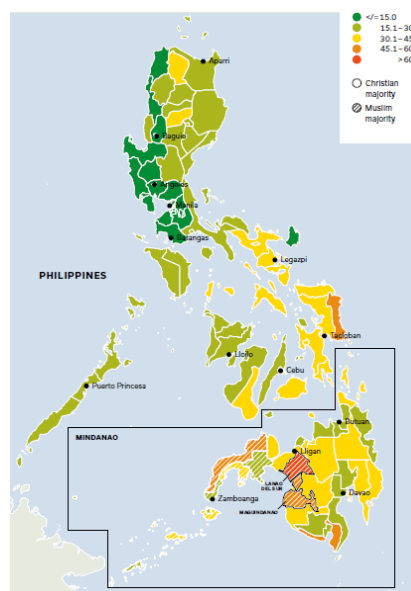 </=15.0
15.1–30
30.1–45
45.1–60
>60
Christian
majority
Muslim
majority
Aparri
Baguio
Angeles
Manila
Batangas
Legazpi
PHILIPPINES
Tacloban
Iloilo
Cebu
Puerto Princesa
Butuan
MINDANAO
Iligan
LANAO
DEL SUR
Davao
Zamboanga
MAGUINDANAO